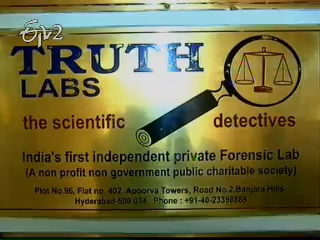 ETV2
TRUTH
LABS
the scientific detectives
India's first independent private Forensic Lab
(A non profit non government public charitable society)
Plot No.96, Flat no. 402, Apoorva Towers, Road No.2, Banjara Hills
Hyderabad-500 034 Phone : +91-40-23390888